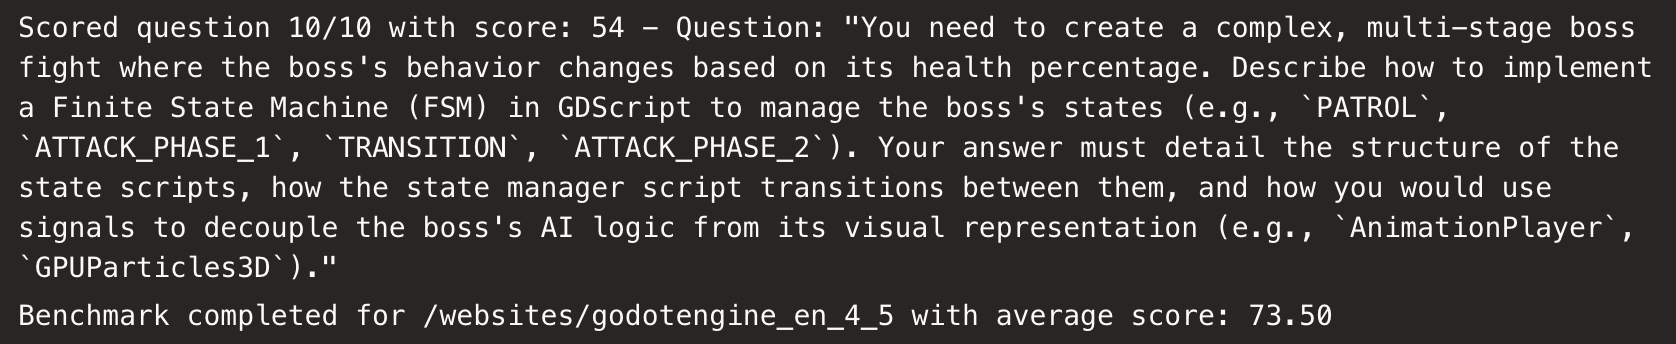 Scored question 10/10 with score: 54 – Question: "You need to create a complex, multi-stage boss
fight where the boss's behavior changes based on its health percentage. Describe how to implement
a Finite State Machine (FSM) in GDScript to manage the boss's states (e.g., `PATROL`,
`ATTACK_PHASE_1`, `TRANSITION`, `ATTACK_PHASE_2`). Your answer must detail the structure of the
state scripts, how the state manager script transitions between them, and how you would use
signals to decouple the boss's AI logic from its visual representation (e.g., `AnimationPlayer`,
`GPUParticles3D`)."
Benchmark completed for /websites/godotengine_en_4_5 with average score: 73.50